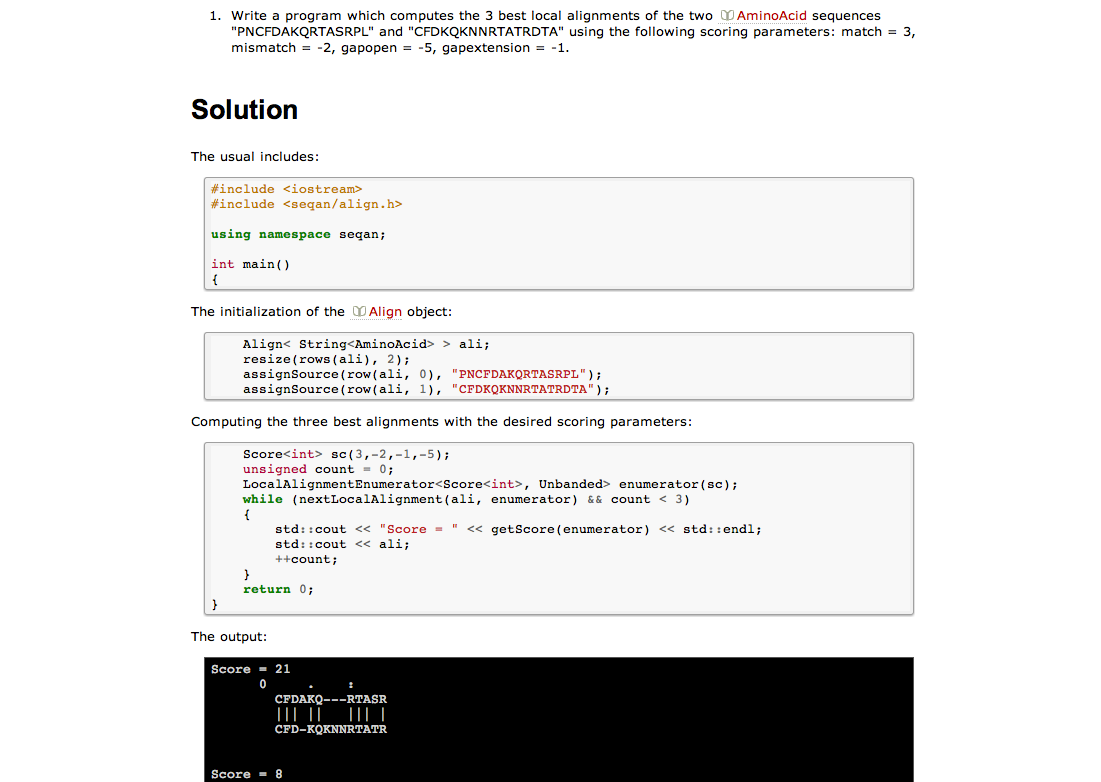 1. Write a program which computes the 3 best local alignments of the two AminoAcid sequences
"PNCFDAKQRTASRPL" and "CFDKQKNNRTATRDTA" using the following scoring parameters: match = 3,
mismatch = -2, gapopen = -5, gapextension = -1.
Solution
The usual includes:
#include <iostream>
#include <seqan/align.h>
using namespace seqan;
int main()
{
The initialization of the Align object:
Align< String<AminoAcid> > ali;
resize(rows(ali), 2);
assignSource(row(ali, 0), "PNCFDAKQRTASRPL");
assignSource(row(ali, 1), "CFDKQKNNRTATRDTA");
Computing the three best alignments with the desired scoring parameters:
Score<int> sc(3,-2,-1,-5);
unsigned count = 0;
LocalAlignmentEnumerator<Score<int>, Unbanded> enumerator(sc);
while (nextLocalAlignment(ali, enumerator) && count < 3)
{
std::cout << "Score = " << getScore(enumerator) << std::endl;
std::cout << ali;
++count;
}
return 0;
}
The output:
Score = 21
0 . :
CFDAKQ---RTASR
||| || ||| |
CFD-KQKNNRTATR
Score = 8